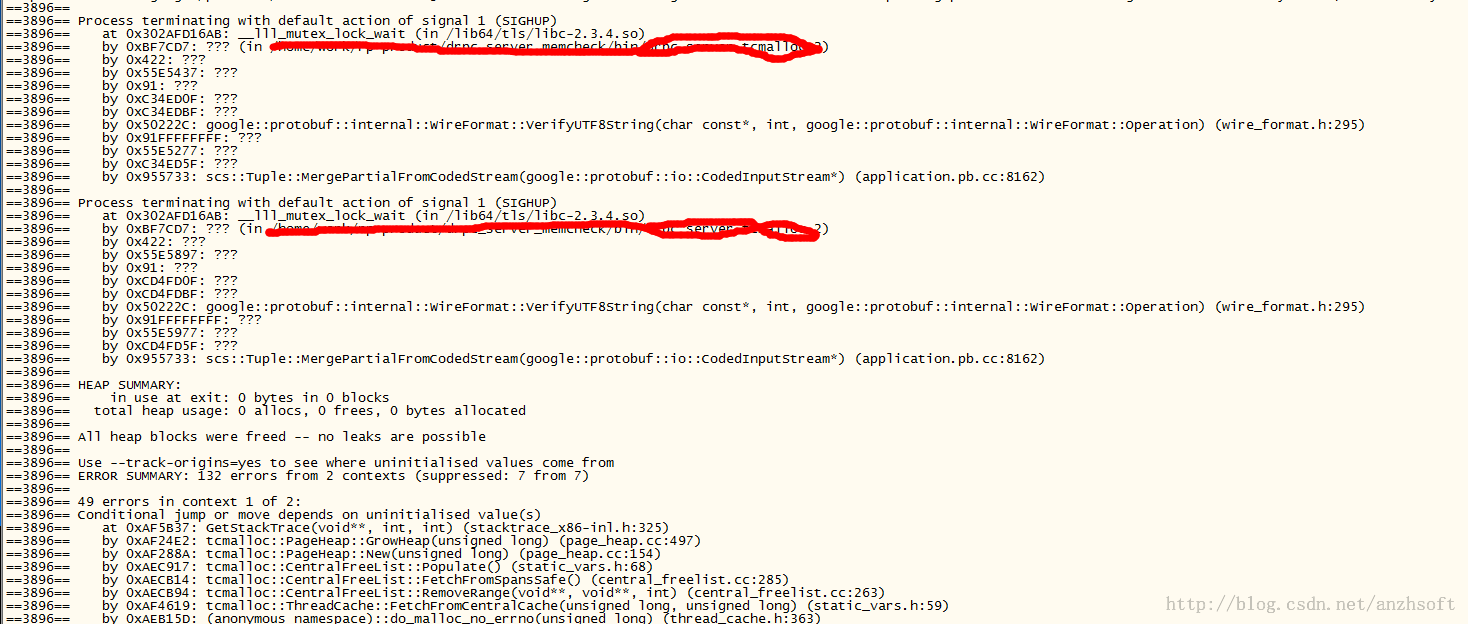 ==3896==
==3896== Process terminating with default action of signal 1 (SIGHUP)
==3896==    at 0x302AFD16AB: __lll_mutex_lock_wait (in /lib64/tls/libc-2.3.4.so)
==3896==    by 0xBF7CD7: ??? (in
==3896==    by 0x422: ???
==3896==    by 0x55E5437: ???
==3896==    by 0x91: ???
==3896==    by 0xC34ED0F: ???
==3896==    by 0xC34EDBF: ???
==3896==    by 0x50222C: google::protobuf::internal::WireFormat::VerifyUTF8String(char const*, int, google::protobuf::internal::WireFormat::Operation) (wire_format.h:295)
==3896==    by 0x91FFFFFFFF: ???
==3896==    by 0x55E5277: ???
==3896==    by 0xC34ED5F: ???
==3896==    by 0x955733: scs::Tuple::MergePartialFromCodedStream(google::protobuf::io::CodedInputStream*) (application.pb.cc:8162)
==3896==
==3896== Process terminating with default action of signal 1 (SIGHUP)
==3896==    at 0x302AFD16AB: __lll_mutex_lock_wait (in /lib64/tls/libc-2.3.4.so)
==3896==    by 0xBF7CD7: ??? (in
==3896==    by 0x422: ???
==3896==    by 0x55E5897: ???
==3896==    by 0x91: ???
==3896==    by 0xCD4FD0F: ???
==3896==    by 0xCD4FDBF: ???
==3896==    by 0x50222C: google::protobuf::internal::WireFormat::VerifyUTF8String(char const*, int, google::protobuf::internal::WireFormat::Operation) (wire_format.h:295)
==3896==    by 0x91FFFFFFFF: ???
==3896==    by 0x55E5977: ???
==3896==    by 0xCD4FD5F: ???
==3896==    by 0x955733: scs::Tuple::MergePartialFromCodedStream(google::protobuf::io::CodedInputStream*) (application.pb.cc:8162)
==3896==
==3896== HEAP SUMMARY:
==3896==     in use at exit: 0 bytes in 0 blocks
==3896==   total heap usage: 0 allocs, 0 frees, 0 bytes allocated
==3896==
==3896== All heap blocks were freed -- no leaks are possible
==3896==
==3896== Use --track-origins=yes to see where uninitialised values come from
==3896== ERROR SUMMARY: 132 errors from 2 contexts (suppressed: 7 from 7)
==3896==
==3896== 49 errors in context 1 of 2:
==3896== Conditional jump or move depends on uninitialised value(s)
==3896==    at 0xAF5B37: GetStackTrace(void**, int, int) (stacktrace_x86-inl.h:325)
==3896==    by 0xAF24E2: tcmalloc::PageHeap::GrowHeap(unsigned long) (page_heap.cc:497)
==3896==    by 0xAF288A: tcmalloc::PageHeap::New(unsigned long) (page_heap.cc:154)
==3896==    by 0xAEC917: tcmalloc::CentralFreeList::Populate() (static_vars.h:68)
==3896==    by 0xAECB14: tcmalloc::CentralFreeList::FetchFromSpansSafe() (central_freelist.cc:285)
==3896==    by 0xAECB94: tcmalloc::CentralFreeList::RemoveRange(void**, void**, int) (central_freelist.cc:263)
==3896==    by 0xAF4619: tcmalloc::ThreadCache::FetchFromCentralCache(unsigned long, unsigned long) (static_vars.h:59)
==3896==    by 0xAEB15D: (anonymous namespace)::do_malloc_no_errno(unsigned long) (thread_cache.h:363)
http://blog.csdn.net/anzhsoft